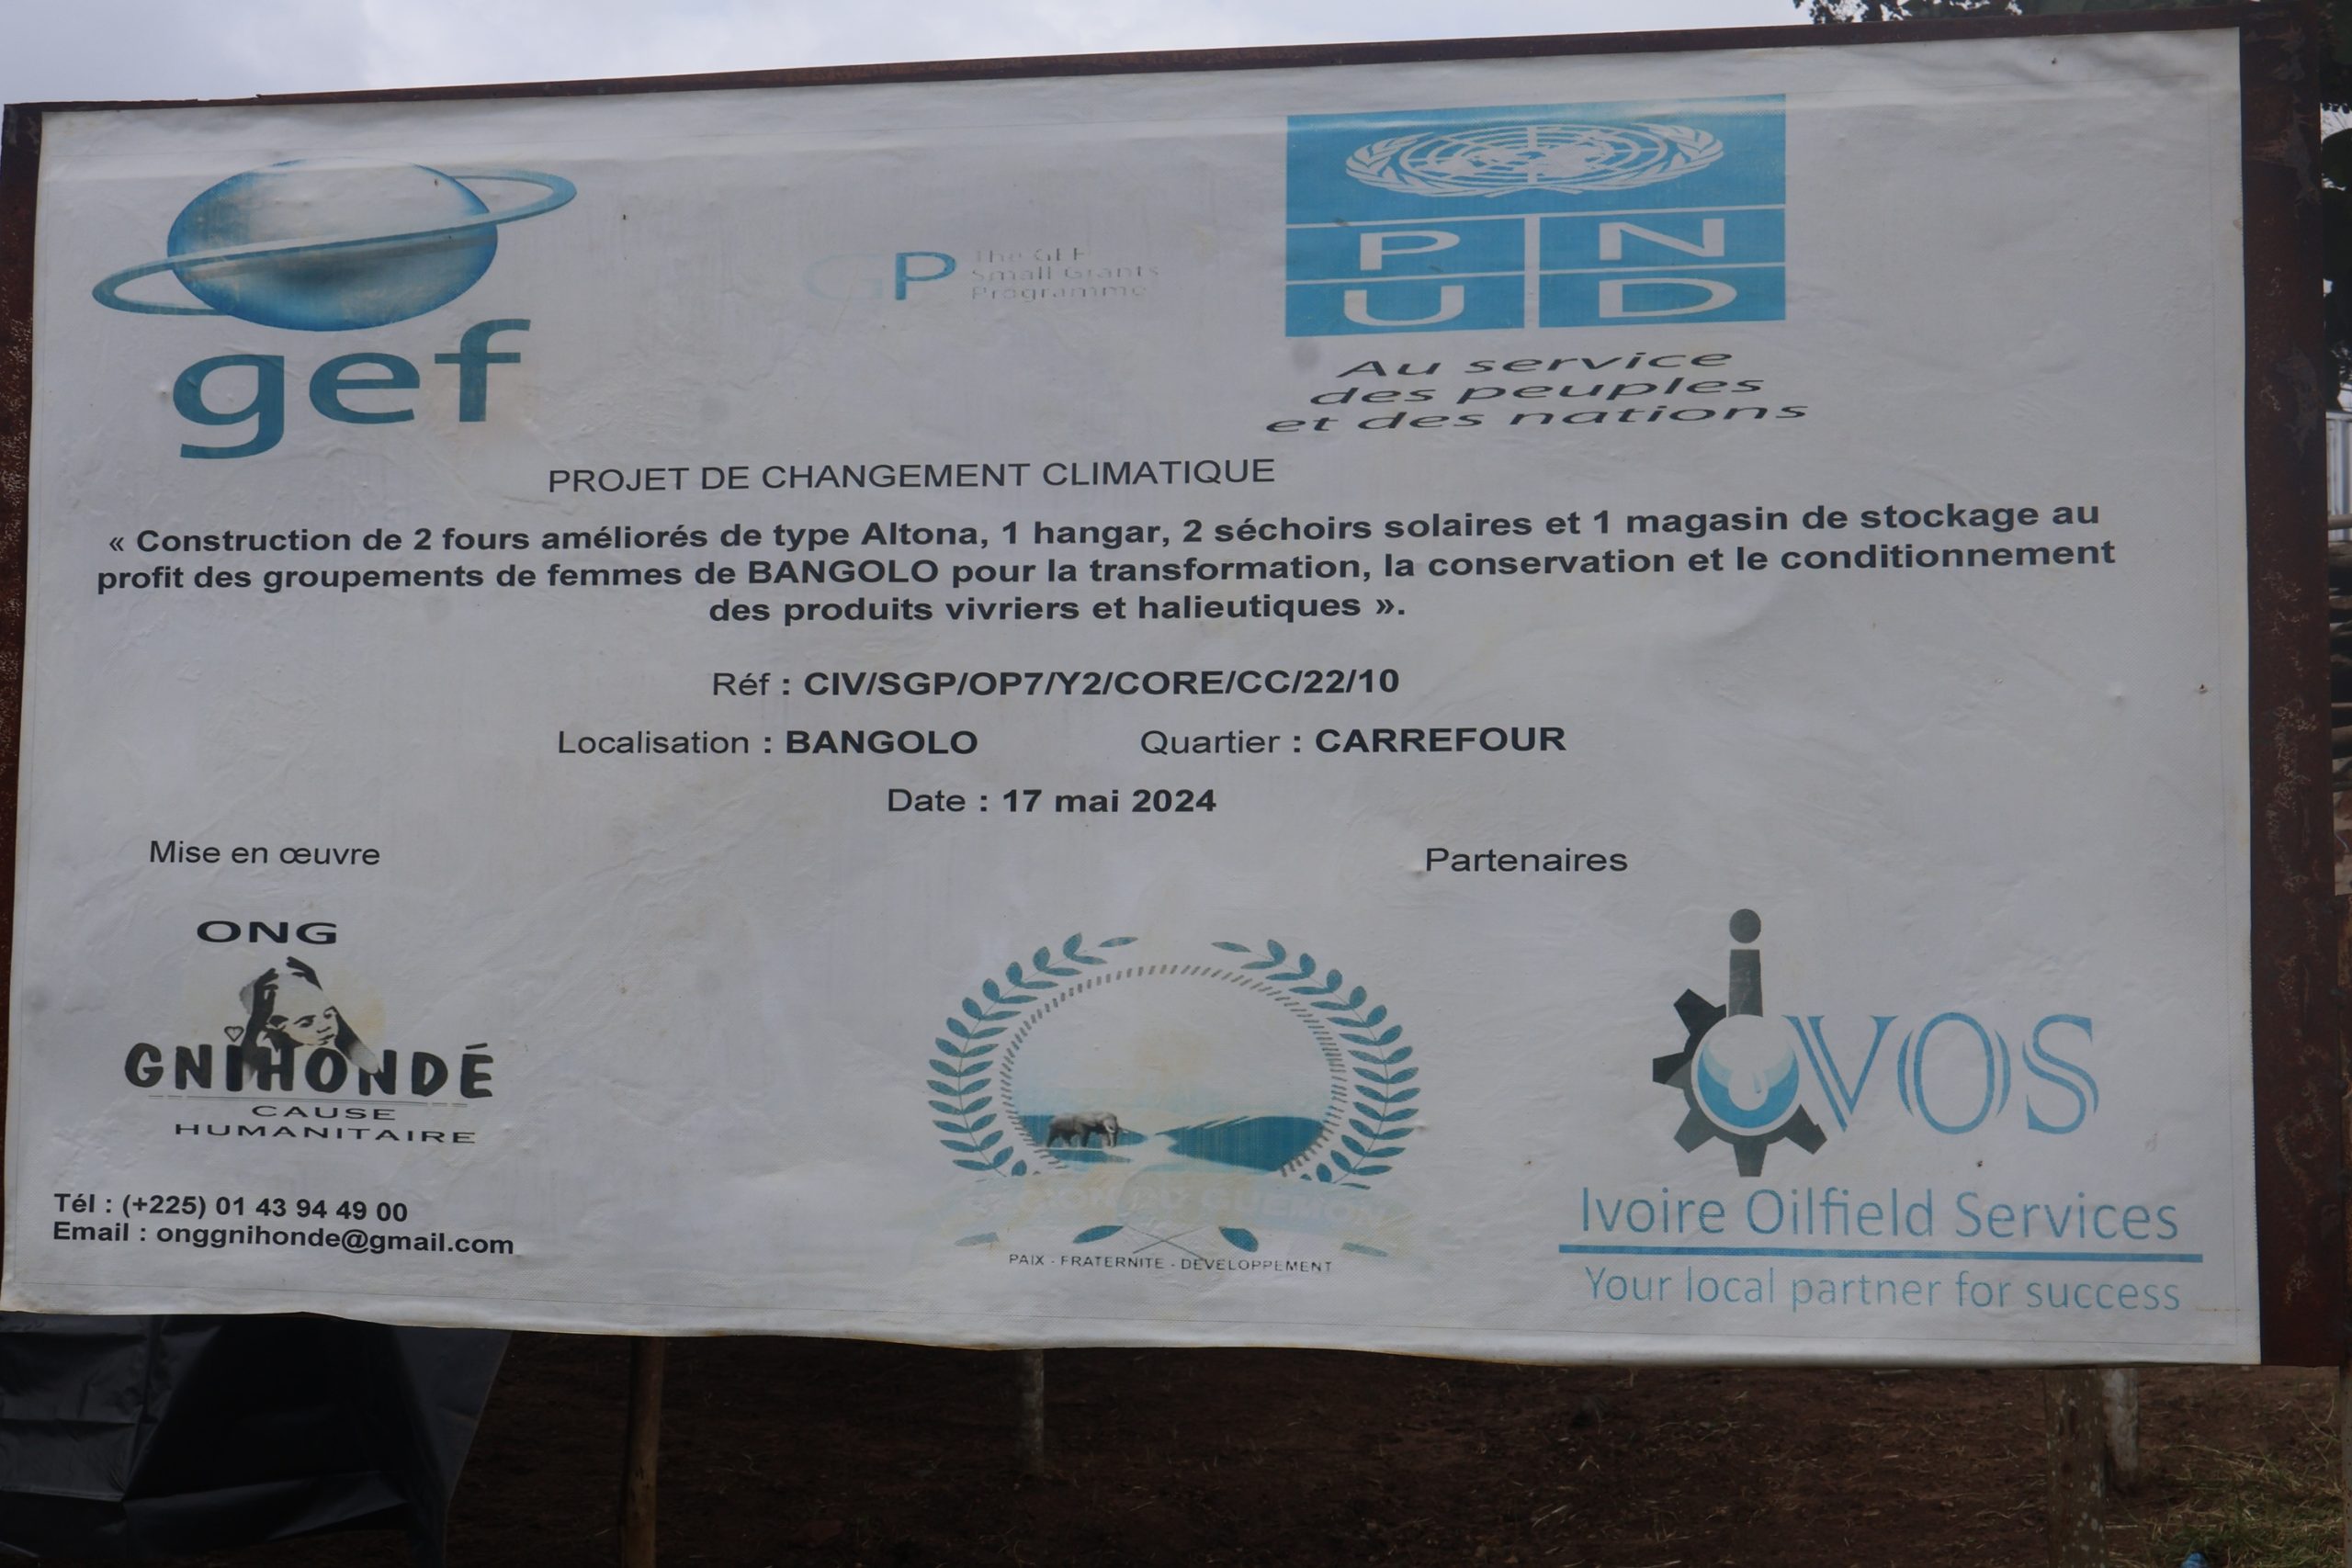 gef
GP The GEF
Small Grants
Programme
P N
U D
Au service
des peuples
et des nations
PROJET DE CHANGEMENT CLIMATIQUE
« Construction de 2 fours améliorés de type Altona, 1 hangar, 2 séchoirs solaires et 1 magasin de stockage au
profit des groupements de femmes de BANGOLO pour la transformation, la conservation et le conditionnement
des produits vivriers et halieutiques ».
Réf : CIV/SGP/OP7/Y2/CORE/CC/22/10
Localisation : BANGOLO Quartier : CARREFOUR
Date : 17 mai 2024
Mise en œuvre
Partenaires
ONG
GNIHONDÉ
CAUSE
HUMANITAIRE
Tél : (+225) 01 43 94 49 00
Email : onggnihonde@gmail.com
DU GUEMON
PAIX - FRATERNITE - DEVELOPPEMENT
iVOS
Ivoire Oilfield Services
Your local partner for success